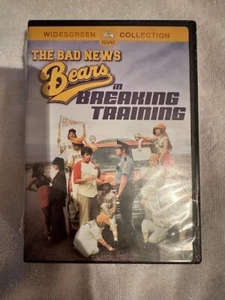 WIDESCREEN COLLECTION
THE BAD NEWS
Bears
in
BREAKING
TRAINING